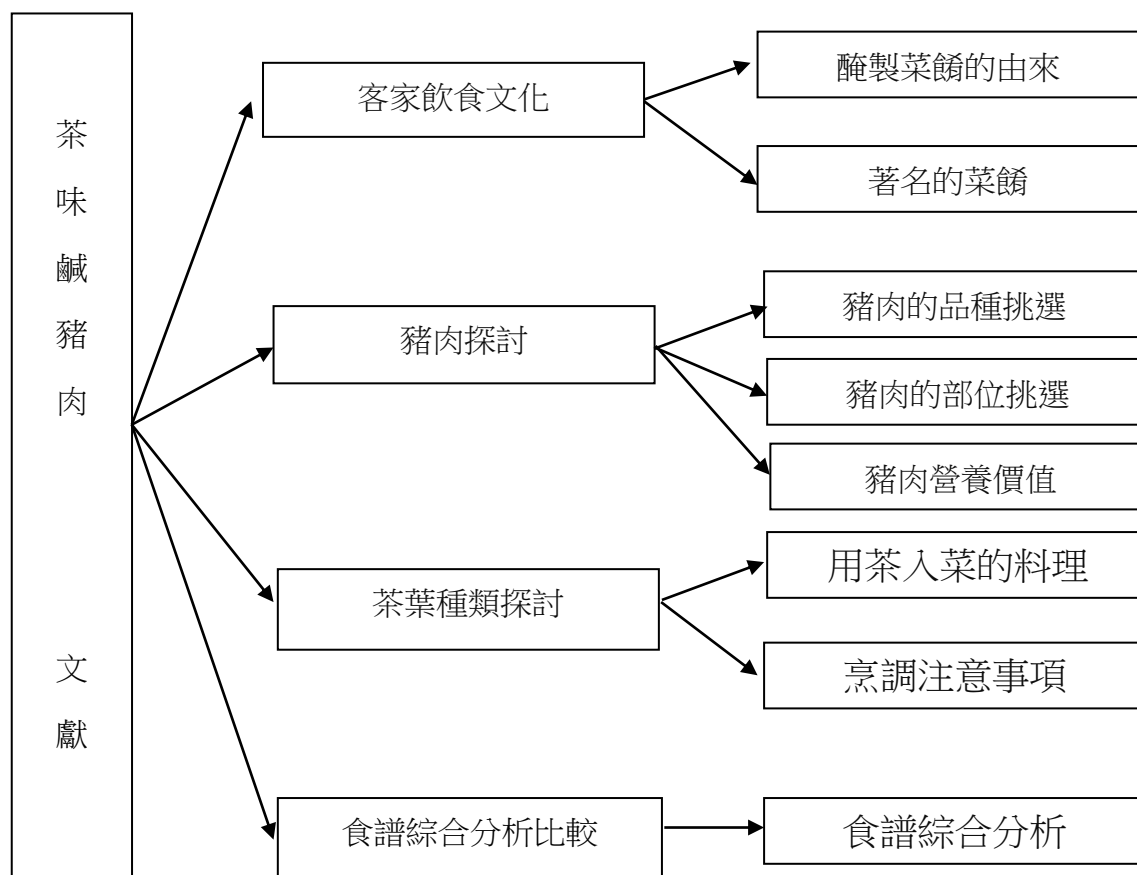 茶味鹹豬肉
文獻
客家飲食文化
醃製菜餚的由來
著名的菜餚
豬肉探討
豬肉的品種挑選
豬肉的部位挑選
豬肉營養價值
茶葉種類探討
用茶入菜的料理
烹調注意事項
食譜綜合分析比較
食譜綜合分析